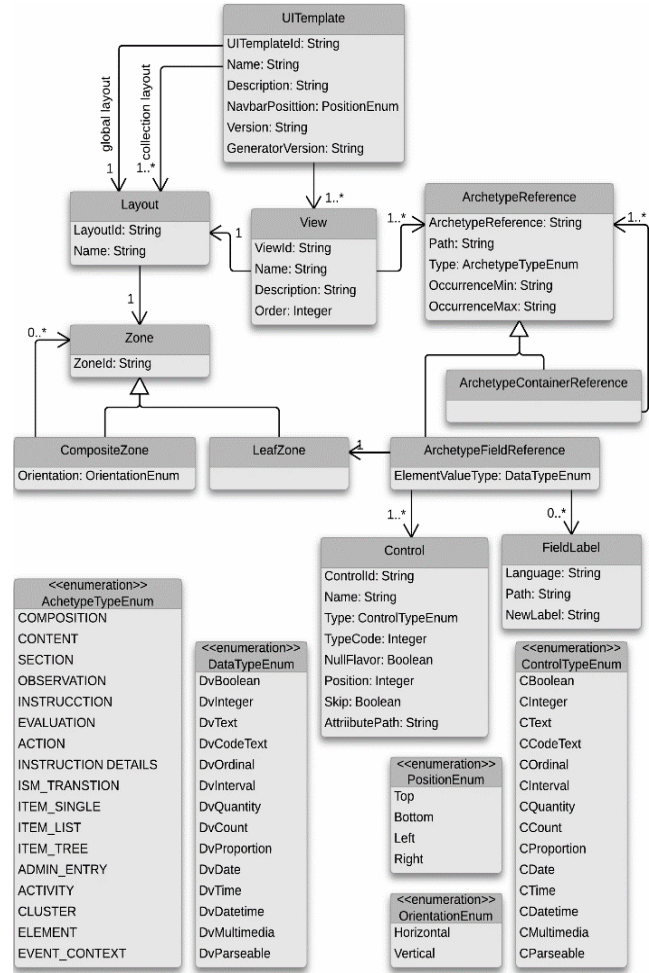 UITemplate
UITemplateId: String
Name: String
Description: String
NavbarPosittion: PositionEnum
Version: String
GeneratorVersion: String
global layout
collection layout
1
1..*
1..*
Layout
LayoutId: String
Name: String
1
View
ViewId: String
Name: String
Description: String
Order: Integer
1..*
ArchetypeReference
ArchetypeReference: String
Path: String
Type: ArchetypeTypeEnum
OccurrenceMin: String
OccurrenceMax: String
1..*
1
0..*
Zone
ZoneId: String
ArchetypeContainerReference
CompositeZone
Orientation: OrientationEnum
LeafZone
1
ArchetypeFieldReference
ElementValueType: DataTypeEnum
1..*
0..*
Control
ControlId: String
Name: String
Type: ControlTypeEnum
TypeCode: Integer
NullFlavor: Boolean
Position: Integer
Skip: Boolean
AttriibutePath: String
FieldLabel
Language: String
Path: String
NewLabel: String
<<enumeration>>
AchetypeTypeEnum
COMPOSITION
CONTENT
SECTION
OBSERVATION
INSTRUCCTION
EVALUATION
ACTION
INSTRUCTION DETAILS
ISM_TRANSTION
ITEM_SINGLE
ITEM_LIST
ITEM_TREE
ADMIN_ENTRY
ACTIVITY
CLUSTER
ELEMENT
EVENT_CONTEXT
<<enumeration>>
DataTypeEnum
DvBoolean
DvInteger
DvText
DvCodeText
DvOrdinal
DvInterval
DvQuantity
DvCount
DvProportion
DvDate
DvTime
DvDatetime
DvMultimedia
DvParseable
<<enumeration>>
PositionEnum
Top
Bottom
Left
Right
<<enumeration>>
OrientationEnum
Horizontal
Vertical
<<enumeration>>
ControlTypeEnum
CBoolean
CInteger
CText
CCodeText
COrdinal
CInterval
CQuantity
CCount
CProportion
CDate
CTime
CDatetime
CMultimedia
CParseable